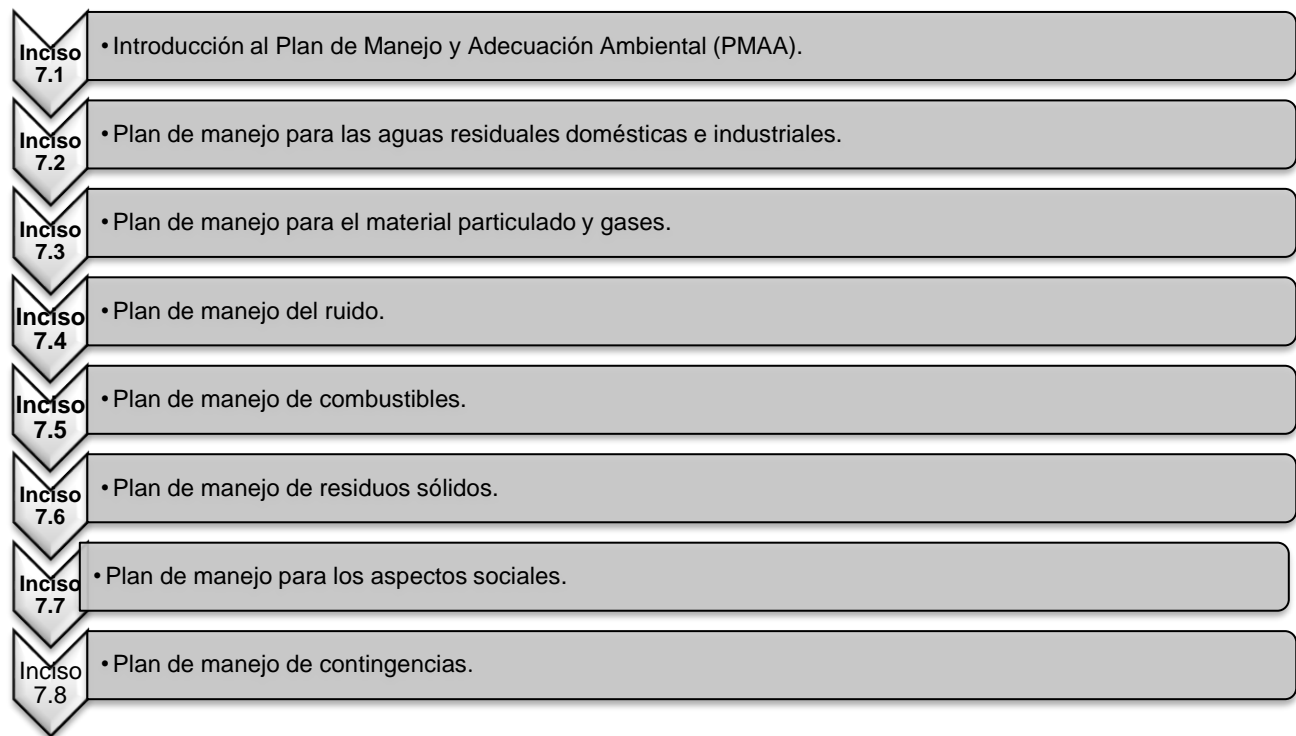 Inciso
7.1
• Introducción al Plan de Manejo y Adecuación Ambiental (PMAA).
Inciso
7.2
• Plan de manejo para las aguas residuales domésticas e industriales.
Inciso
7.3
• Plan de manejo para el material particulado y gases.
Inciso
7.4
• Plan de manejo del ruido.
Inciso
7.5
• Plan de manejo de combustibles.
Inciso
7.6
• Plan de manejo de residuos sólidos.
Inciso
7.7
• Plan de manejo para los aspectos sociales.
Inciso
7.8
• Plan de manejo de contingencias.